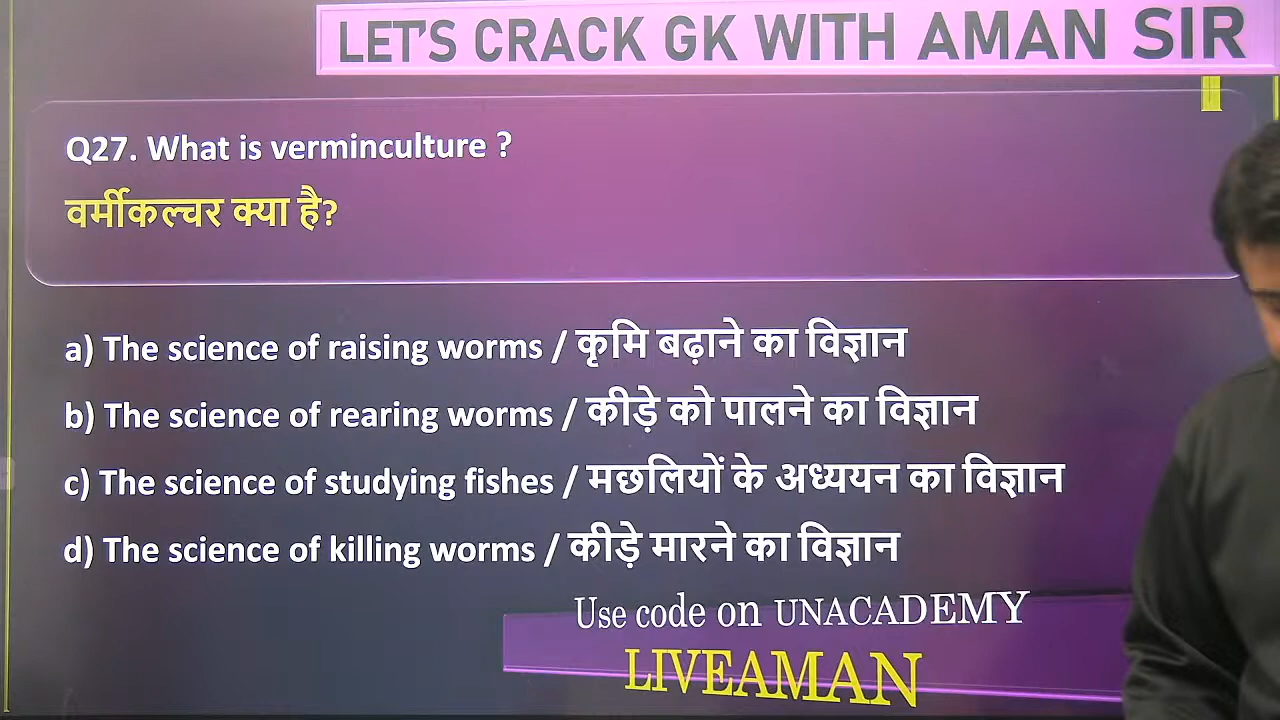 LET'S CRACK GK WITH AMAN SIR
Q27. What is verminculture ?
वर्मीकल्चर क्या है?
a) The science of raising worms / कृमि बढ़ाने का विज्ञान
b) The science of rearing worms / कीड़े को पालने का विज्ञान
c) The science of studying fishes / मछलियों के अध्ययन का विज्ञान
d) The science of killing worms / कीड़े मारने का विज्ञान
Use code on UNACADEMY
LIVEAMAN